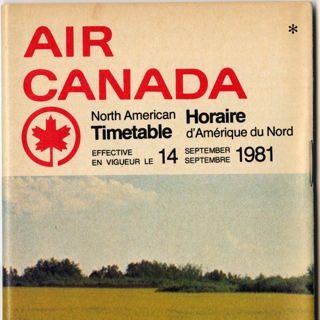 AIR
CANADA
*
North American Horaire
Timetable d'Amérique du Nord
EFFECTIVE 14 SEPTEMBER 1981
EN VIGUEUR LE SEPTEMBRE